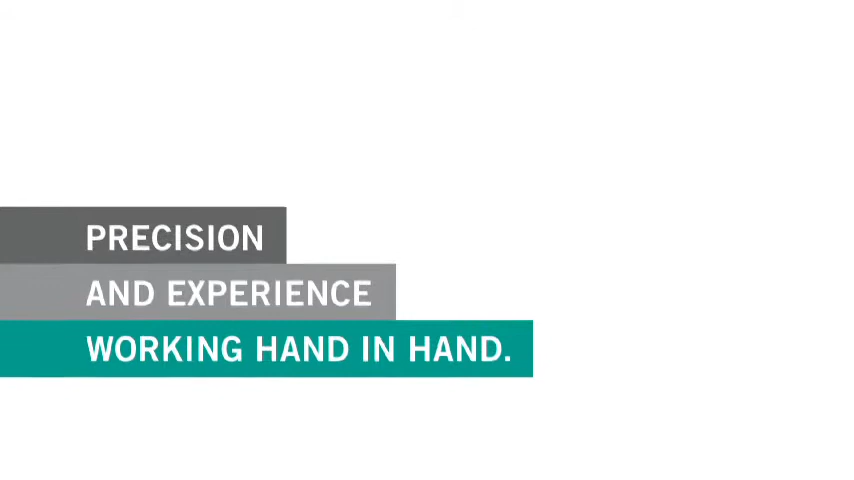 PRECISION
AND EXPERIENCE
WORKING HAND IN HAND.